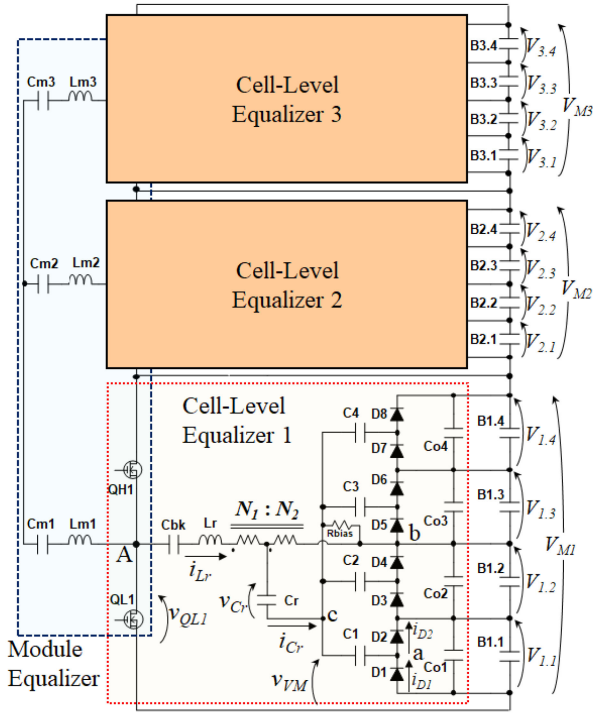 Cm3 Lm3
Cell-Level
Equalizer 3
B3.4
B3.3
B3.2
B3.1
V3.4
V3.3
V3.2
V3.1
VM3
Cm2 Lm2
Cell-Level
Equalizer 2
B2.4
B2.3
B2.2
B2.1
V2.4
V2.3
V2.2
V2.1
VM2
Cell-Level
Equalizer 1
QH1
Cm1 Lm1
A
QL1
vQL1
Module
Equalizer
Cbk
Lr
N1 : N2
iLr
vCr
Cr
iCr
c
vVM
C4
C3
Rbias
C2
C1
D8
D7
D6
D5
b
D4
D3
D2
a
D1
iD2
iD1
Co4
Co3
Co2
Co1
B1.4
B1.3
B1.2
B1.1
V1.4
V1.3
V1.2
V1.1
VM1